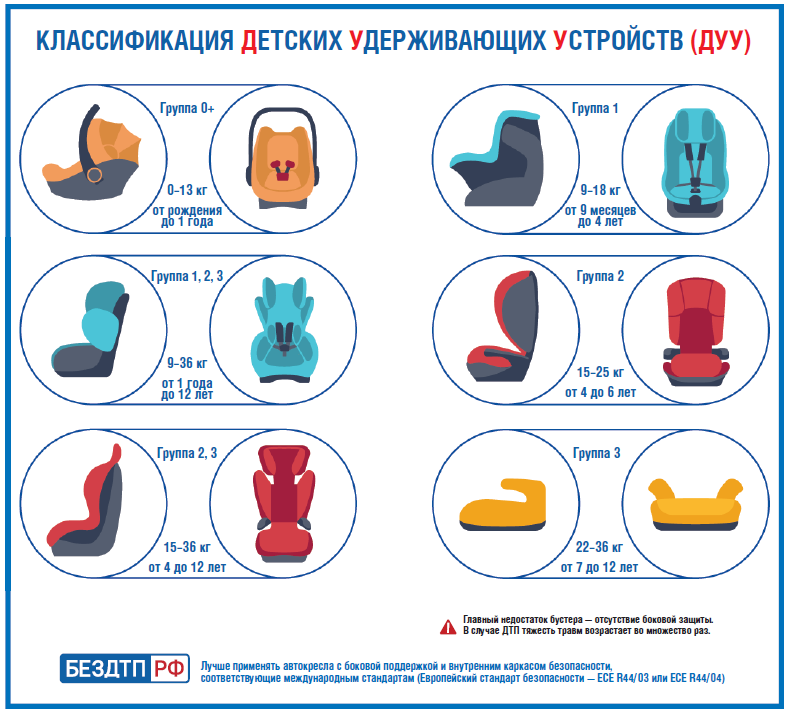 КЛАССИФИКАЦИЯ ДЕТСКИХ УДЕРЖИВАЮЩИХ УСТРОЙСТВ (ДУУ)
Группа 0+
0-13 кг
от рождения
до 1 года
Группа 1
9-18 кг
от 9 месяцев
до 4 лет
Группа 1, 2, 3
9-36 кг
от 1 года
до 12 лет
Группа 2
15-25 кг
от 4 до 6 лет
Группа 2, 3
15-36 кг
от 4 до 12 лет
Группа 3
22-36 кг
от 7 до 12 лет
Главный недостаток бустера — отсутствие боковой защиты.
В случае ДТП тяжесть травм возрастает во множество раз.
БЕЗДТП РФ
Лучше применять автокресла с боковой поддержкой и внутренним каркасом безопасности,
соответствующие международным стандартам (Европейский стандарт безопасности — ECE R44/03 или ECE R44/04)